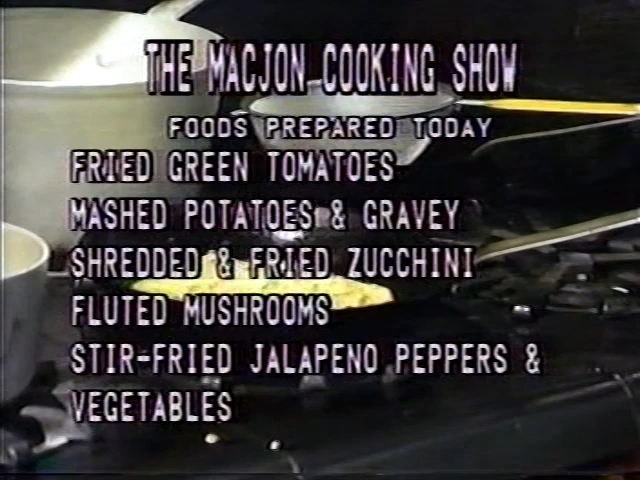 THE MACJON COOKING SHOW
FOODS PREPARED TODAY
FRIED GREEN TOMATOES
MASHED POTATOES & GRAVEY
SHREDDED & FRIED ZUCCHINI
FLUTED MUSHROOMS
STIR-FRIED JALAPENO PEPPERS &
VEGETABLES